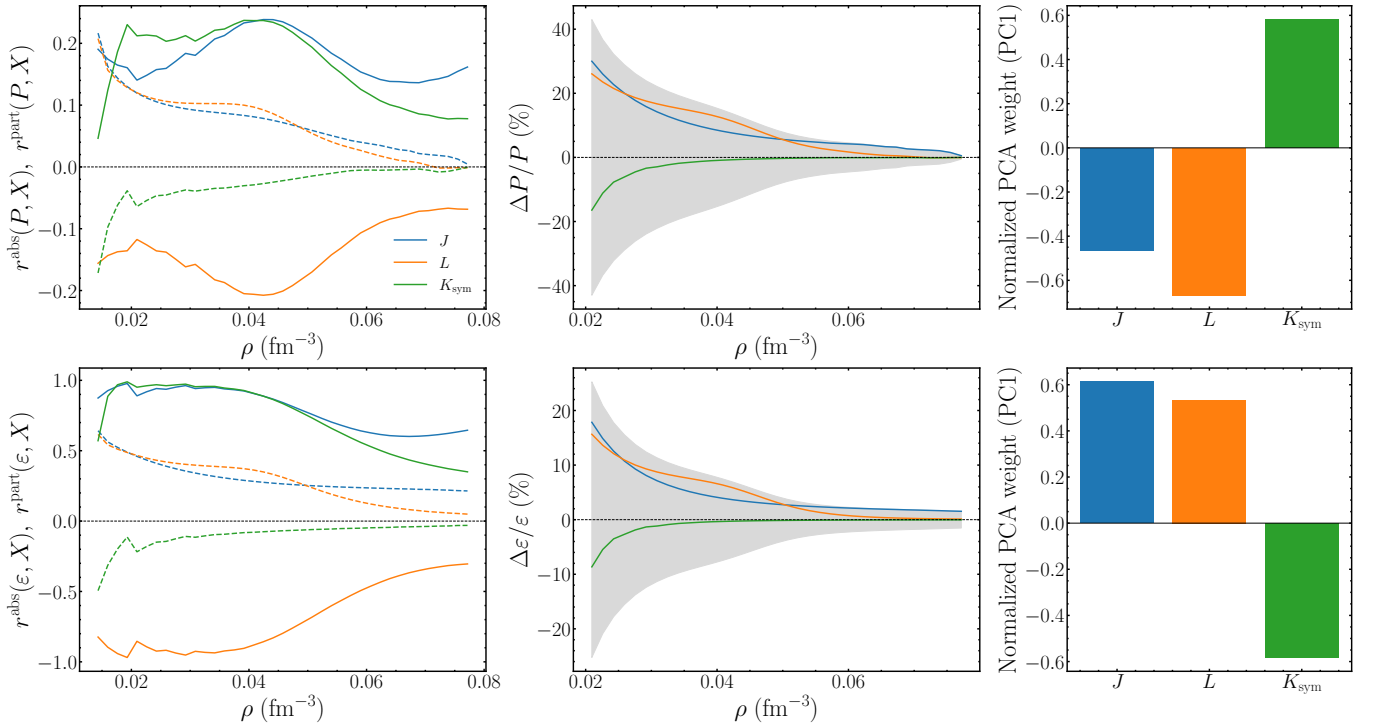 r^abs(P, X), r^part(P, X)
0.2
0.1
0.0
−0.1
−0.2
J
L
K_sym
0.02
0.04
0.06
0.08
ρ (fm⁻³)
ΔP/P (%)
40
20
0
−20
−40
0.02
0.04
0.06
ρ (fm⁻³)
Normalized PCA weight (PC1)
0.6
0.4
0.2
0.0
−0.2
−0.4
−0.6
J
L
K_sym
r^abs(ε, X), r^part(ε, X)
1.0
0.5
0.0
−0.5
−1.0
0.02
0.04
0.06
0.08
ρ (fm⁻³)
Δε/ε (%)
20
10
0
−10
−20
0.02
0.04
0.06
ρ (fm⁻³)
Normalized PCA weight (PC1)
0.6
0.4
0.2
0.0
−0.2
−0.4
−0.6
J
L
K_sym